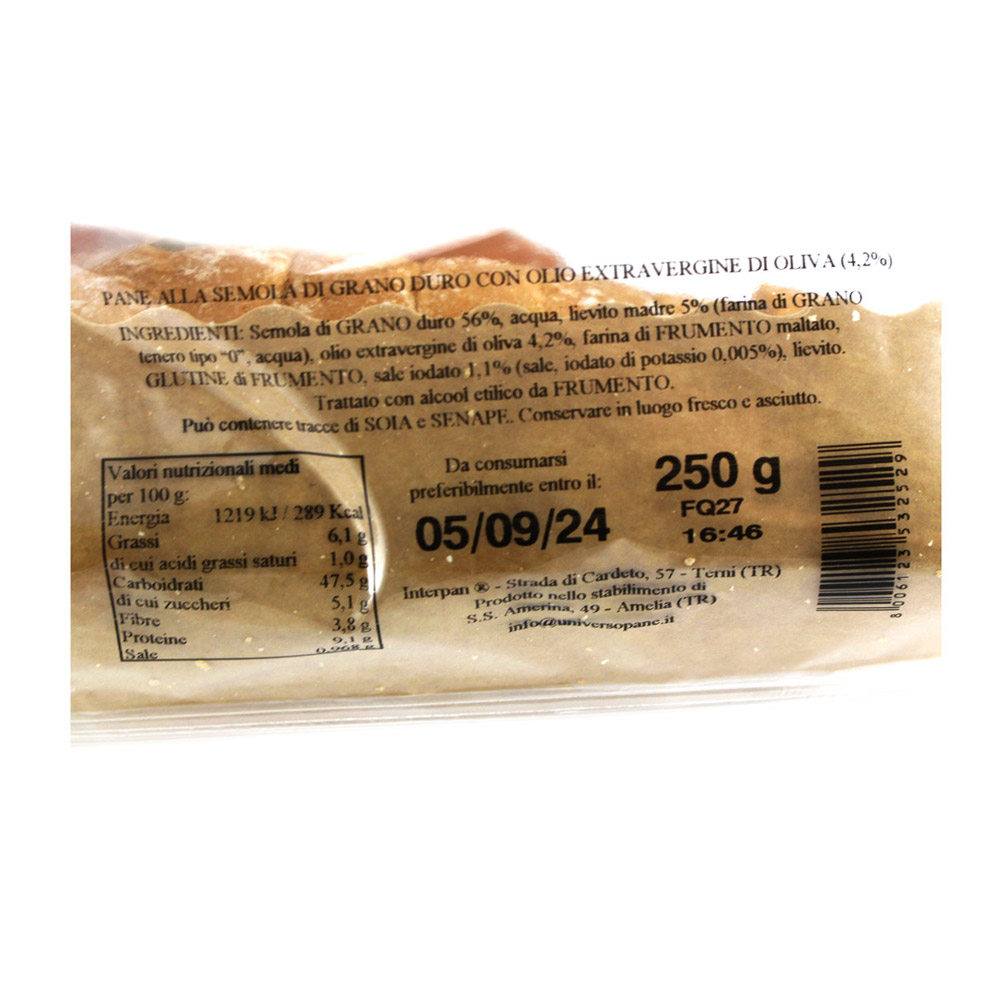 PANE ALLA SEMOLA DI GRANO DURO CON OLIO EXTRAVERGINE DI OLIVA (4,2%)
INGREDIENTI: Semola di GRANO duro 56%, acqua, lievito madre 5% (farina di GRANO
tenero tipo "0", acqua), olio extravergine di oliva 4,2%, farina di FRUMENTO maltato,
GLUTINE di FRUMENTO, sale iodato 1,1% (sale, iodato di potassio 0,005%), lievito.
Trattato con alcool etilico da FRUMENTO.
Può contenere tracce di SOIA e SENAPE. Conservare in luogo fresco e asciutto.
Valori nutrizionali medi
per 100 g:
Energia 1219 kJ / 289 Kcal
Grassi 6,1 g
di cui acidi grassi saturi 1,0 g
Carboidrati 47,5 g
di cui zuccheri 5,1 g
Fibre 3,8 g
Proteine 9,1 g
Sale 0,968 g
Da consumarsi
preferibilmente entro il:
05/09/24
250 g
FQ27
16:46
Interpan ® - Strada di Cardeto, 57 - Terni (TR)
Prodotto nello stabilimento di
S.S. Amerina, 49 - Amelia (TR)
info@universopane.it
8 006123 532529